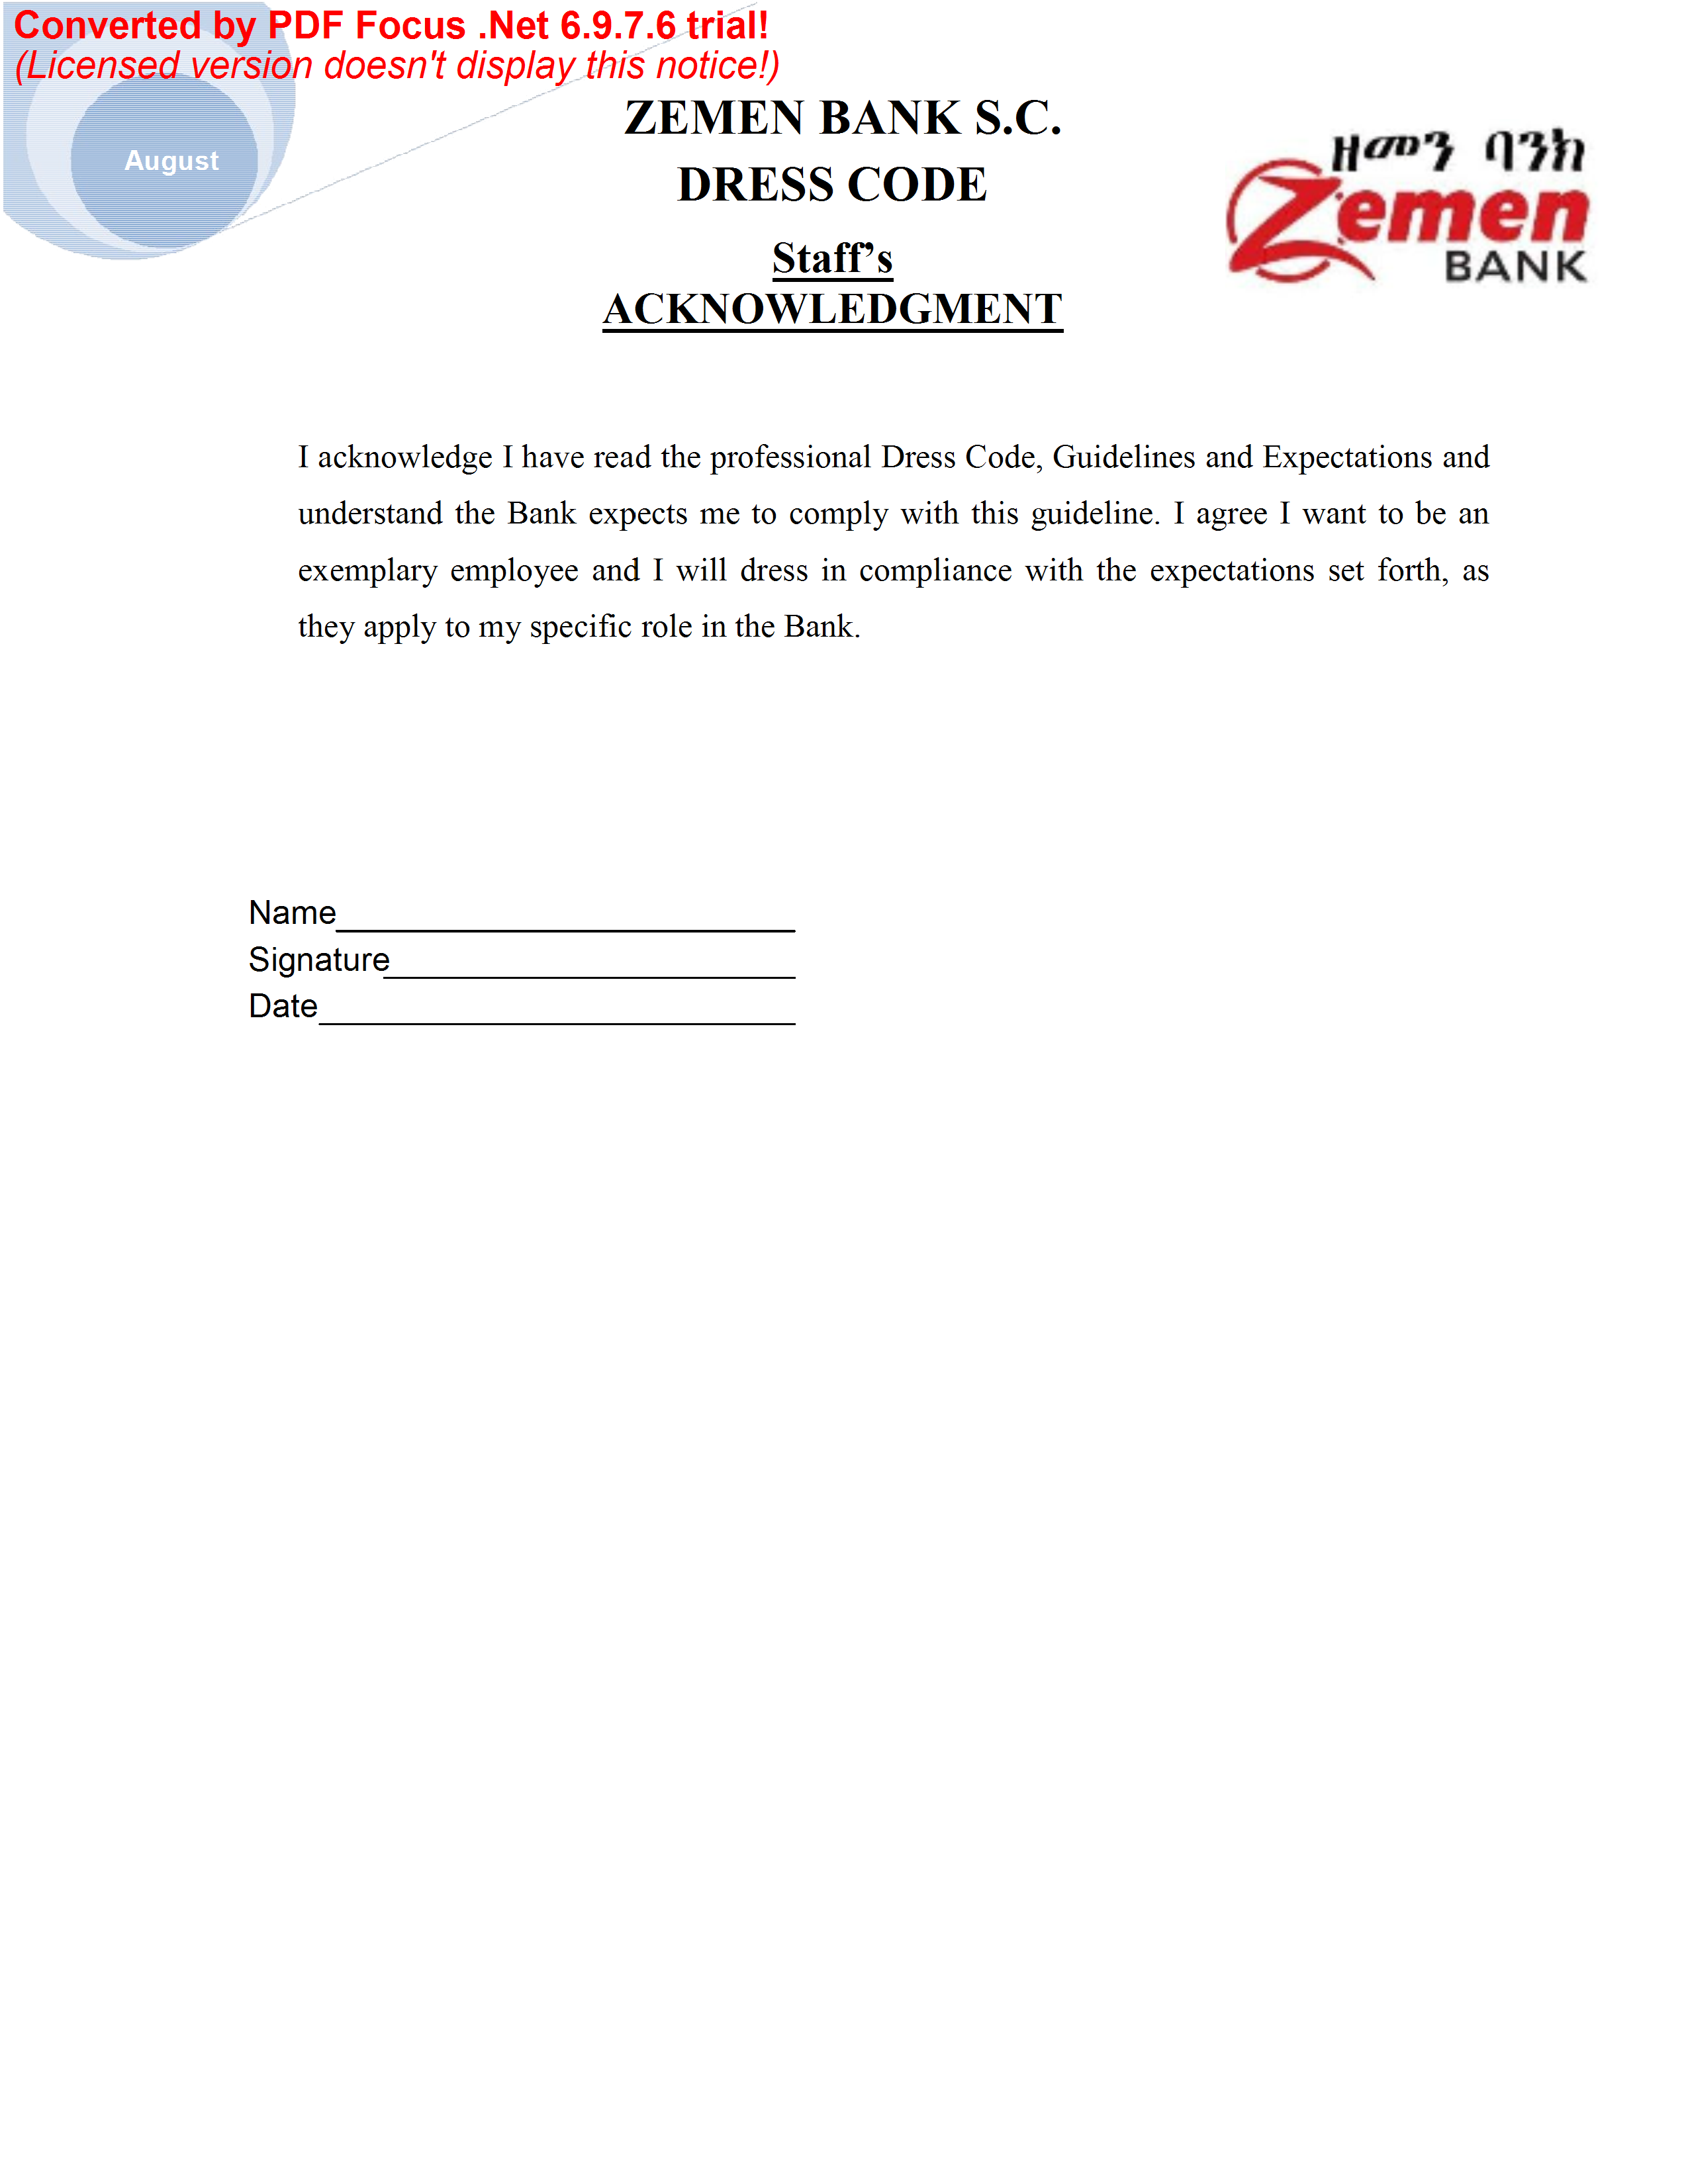 Converted by PDF Focus .Net 6.9.7.6 trial!
(Licensed version doesn't display this notice!)
August
ZEMEN BANK S.C.
DRESS CODE
Staff’s
ACKNOWLEDGMENT
ዘመን ባንክ
Zemen
BANK
I acknowledge I have read the professional Dress Code, Guidelines and Expectations and
understand the Bank expects me to comply with this guideline. I agree I want to be an
exemplary employee and I will dress in compliance with the expectations set forth, as
they apply to my specific role in the Bank.
Name
Signature
Date